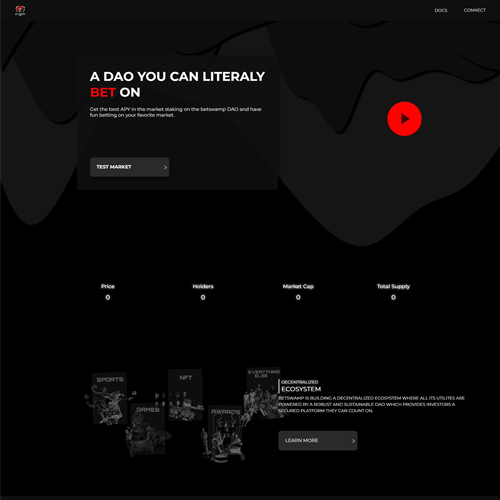 DOCS CONNECT
A DAO YOU CAN LITERALY
BET ON
Get the best APY in the market staking on the betswamp DAO and have
fun betting on your favorite market.
TEST MARKET >
Price Holders Market Cap Total Supply
0 0 0 0
SPORTS
GAMES
NFT
AWARDS
EVERYTHING
ELSE
DECENTRALIZED
ECOSYSTEM
BETSWAMP IS BUILDING A DECENTRALIZED ECOSYSTEM WHERE ALL ITS UTILITES ARE
POWERED BY A ROBUST AND SUSTAINABLE DAO WHICH PROVIDES INVESTORS A
SECURED PLATFORM THEY CAN COUNT ON.
LEARN MORE >